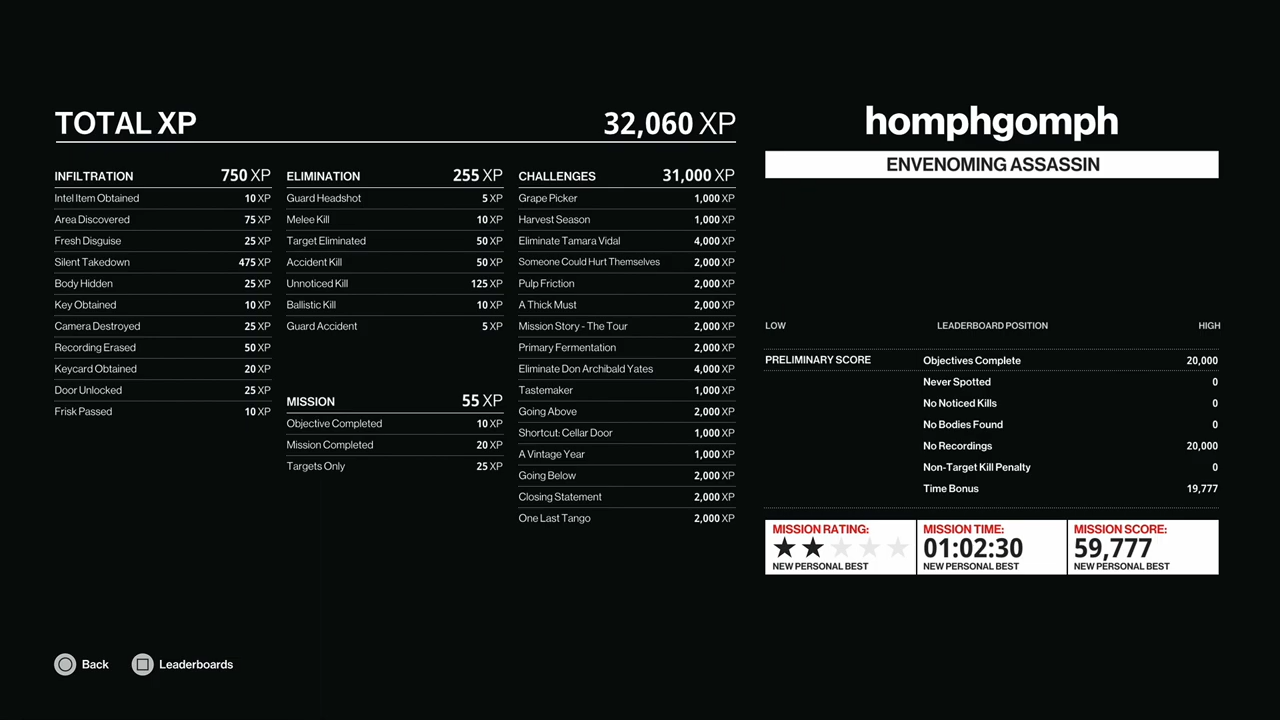 TOTAL XP 32,060 XP
INFILTRATION 750 XP
Intel Item Obtained 10 XP
Area Discovered 75 XP
Fresh Disguise 25 XP
Silent Takedown 475 XP
Body Hidden 25 XP
Key Obtained 10 XP
Camera Destroyed 25 XP
Recording Erased 50 XP
Keycard Obtained 20 XP
Door Unlocked 25 XP
Frisk Passed 10 XP
ELIMINATION 255 XP
Guard Headshot 5 XP
Melee Kill 10 XP
Target Eliminated 50 XP
Accident Kill 50 XP
Unnoticed Kill 125 XP
Ballistic Kill 10 XP
Guard Accident 5 XP
MISSION 55 XP
Objective Completed 10 XP
Mission Completed 20 XP
Targets Only 25 XP
CHALLENGES 31,000 XP
Grape Picker 1,000 XP
Harvest Season 1,000 XP
Eliminate Tamara Vidal 4,000 XP
Someone Could Hurt Themselves 2,000 XP
Pulp Friction 2,000 XP
A Thick Must 2,000 XP
Mission Story - The Tour 2,000 XP
Primary Fermentation 2,000 XP
Eliminate Don Archibald Yates 4,000 XP
Tastemaker 1,000 XP
Going Above 2,000 XP
Shortcut: Cellar Door 1,000 XP
A Vintage Year 1,000 XP
Going Below 2,000 XP
Closing Statement 2,000 XP
One Last Tango 2,000 XP
homphgomph
ENVENOMING ASSASSIN
LOW LEADERBOARD POSITION HIGH
PRELIMINARY SCORE Objectives Complete 20,000
Never Spotted 0
No Noticed Kills 0
No Bodies Found 0
No Recordings 20,000
Non-Target Kill Penalty 0
Time Bonus 19,777
MISSION RATING:
NEW PERSONAL BEST
MISSION TIME:
01:02:30
NEW PERSONAL BEST
MISSION SCORE:
59,777
NEW PERSONAL BEST
Back Leaderboards